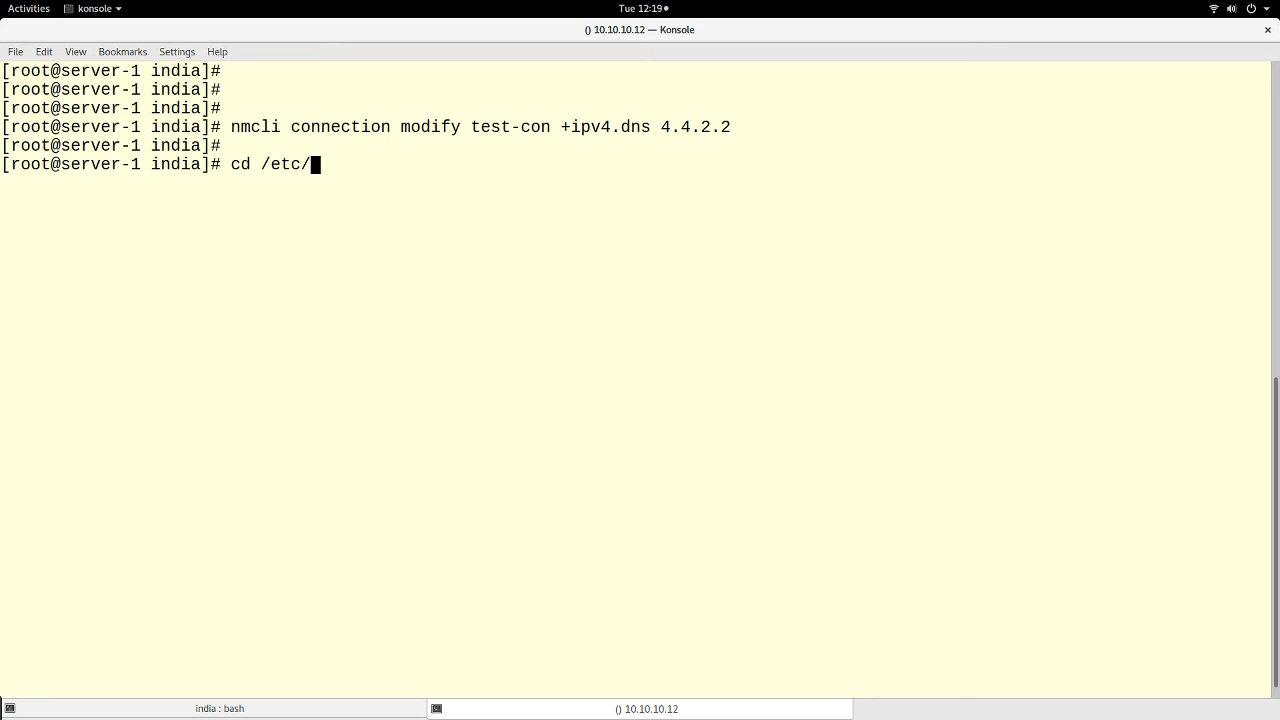 Activities konsole Tue 12:19
() 10.10.10.12 — Konsole
File Edit View Bookmarks Settings Help
[root@server-1 india]#
[root@server-1 india]#
[root@server-1 india]#
[root@server-1 india]# nmcli connection modify test-con +ipv4.dns 4.4.2.2
[root@server-1 india]#
[root@server-1 india]# cd /etc/
india : bash () 10.10.10.12